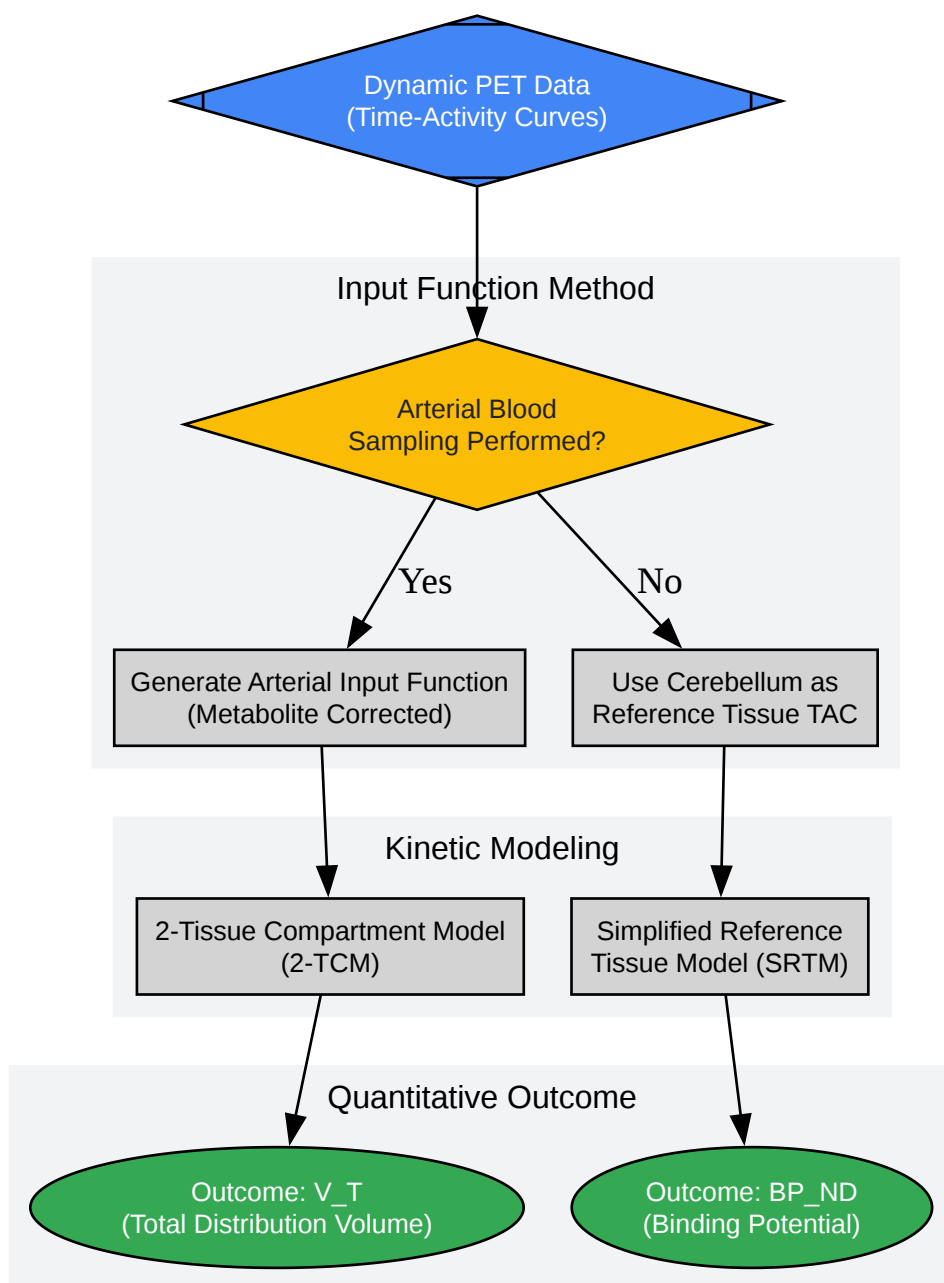 Dynamic PET Data
(Time-Activity Curves)
Input Function Method
Arterial Blood
Sampling Performed?
Yes
No
Generate Arterial Input Function
(Metabolite Corrected)
Use Cerebellum as
Reference Tissue TAC
Kinetic Modeling
2-Tissue Compartment Model
(2-TCM)
Simplified Reference
Tissue Model (SRTM)
Quantitative Outcome
Outcome: V_T
(Total Distribution Volume)
Outcome: BP_ND
(Binding Potential)